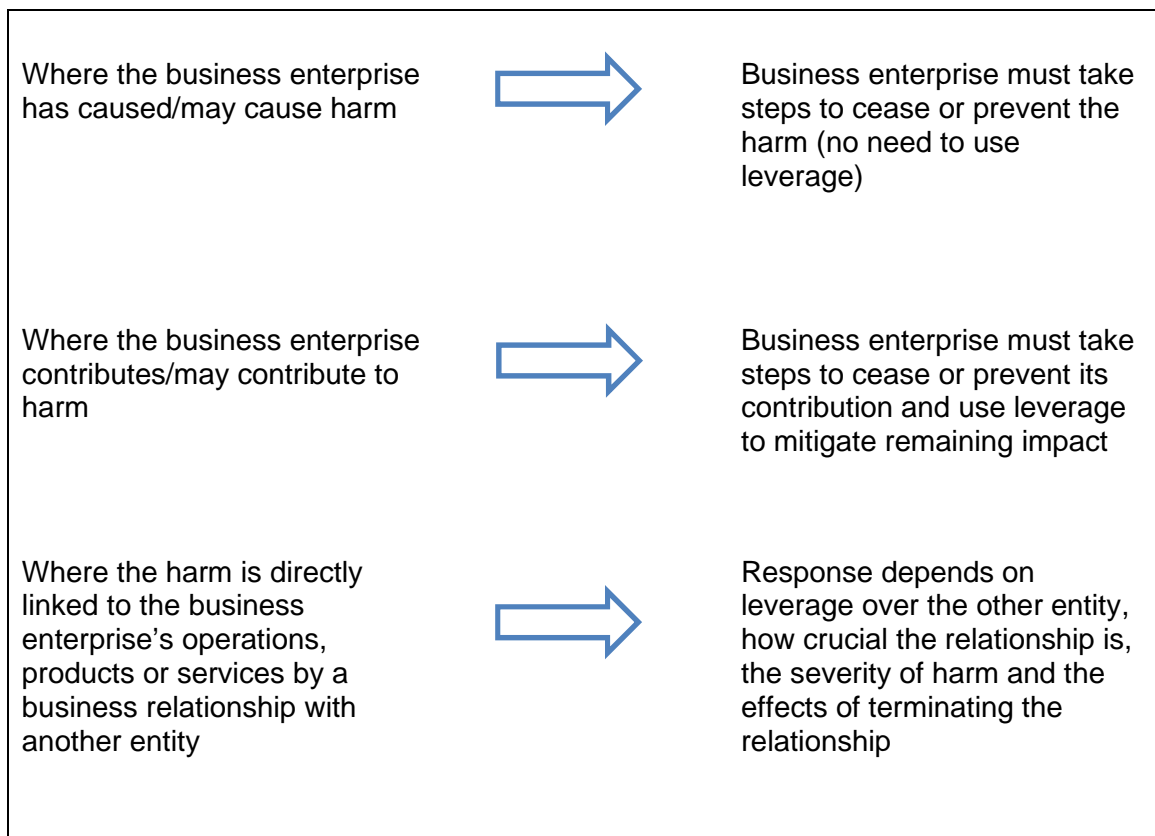 Where the business enterprise
has caused/may cause harm
Business enterprise must take
steps to cease or prevent the
harm (no need to use
leverage)
Where the business enterprise
contributes/may contribute to
harm
Business enterprise must take
steps to cease or prevent its
contribution and use leverage
to mitigate remaining impact
Where the harm is directly
linked to the business
enterprise’s operations,
products or services by a
business relationship with
another entity
Response depends on
leverage over the other entity,
how crucial the relationship is,
the severity of harm and the
effects of terminating the
relationship